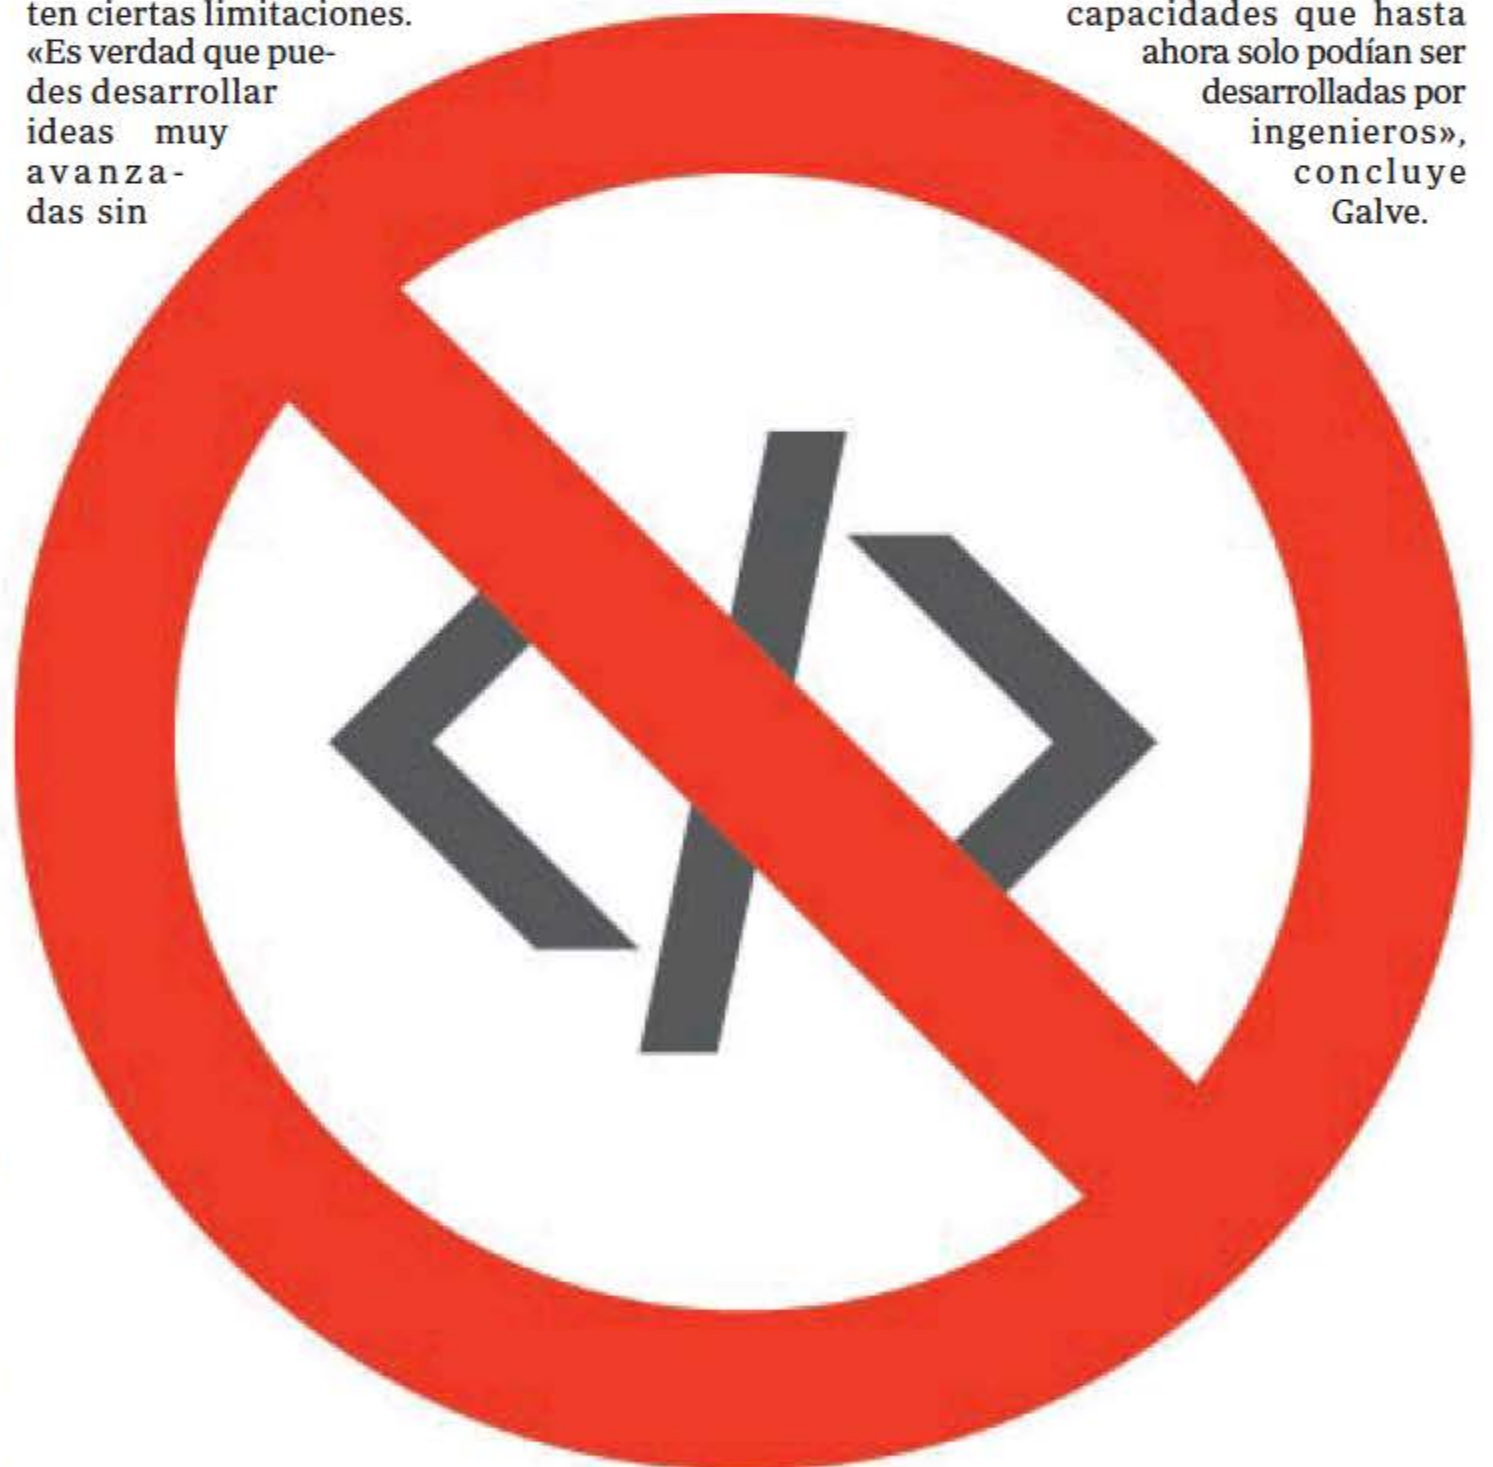 ten ciertas limitaciones.
«Es verdad que pue-
des desarrollar
ideas muy
avanza-
das sin
capacidades que hasta
ahora solo podían ser
desarrolladas por
ingenieros»,
concluye
Galve.